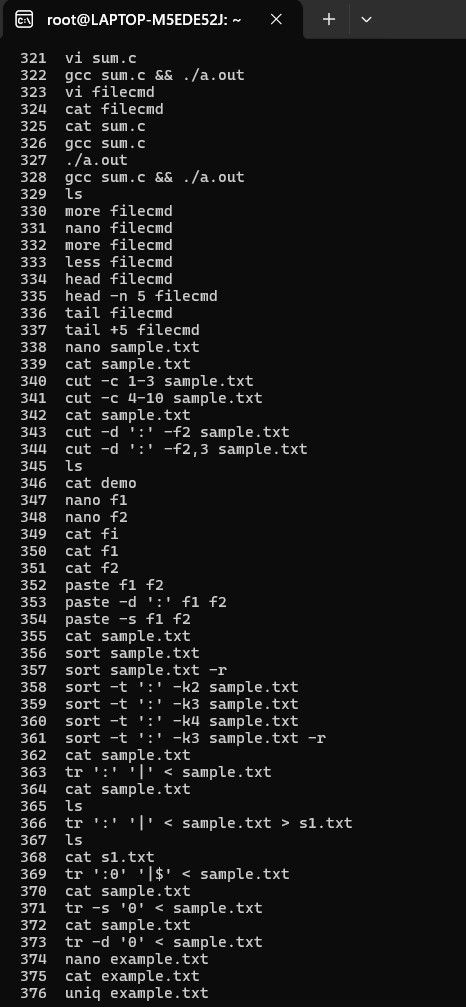 root@LAPTOP-M5EDE52J: ~
321 vi sum.c
322 gcc sum.c && ./a.out
323 vi filecmd
324 cat filecmd
325 cat sum.c
326 gcc sum.c
327 ./a.out
328 gcc sum.c && ./a.out
329 ls
330 more filecmd
331 nano filecmd
332 more filecmd
333 less filecmd
334 head filecmd
335 head -n 5 filecmd
336 tail filecmd
337 tail +5 filecmd
338 nano sample.txt
339 cat sample.txt
340 cut -c 1-3 sample.txt
341 cut -c 4-10 sample.txt
342 cat sample.txt
343 cut -d ':' -f2 sample.txt
344 cut -d ':' -f2,3 sample.txt
345 ls
346 cat demo
347 nano f1
348 nano f2
349 cat fi
350 cat f1
351 cat f2
352 paste f1 f2
353 paste -d ':' f1 f2
354 paste -s f1 f2
355 cat sample.txt
356 sort sample.txt
357 sort sample.txt -r
358 sort -t ':' -k2 sample.txt
359 sort -t ':' -k3 sample.txt
360 sort -t ':' -k4 sample.txt
361 sort -t ':' -k3 sample.txt -r
362 cat sample.txt
363 tr ':' '|' < sample.txt
364 cat sample.txt
365 ls
366 tr ':' '|' < sample.txt > s1.txt
367 ls
368 cat s1.txt
369 tr ':0' '|$' < sample.txt
370 cat sample.txt
371 tr -s '0' < sample.txt
372 cat sample.txt
373 tr -d '0' < sample.txt
374 nano example.txt
375 cat example.txt
376 uniq example.txt